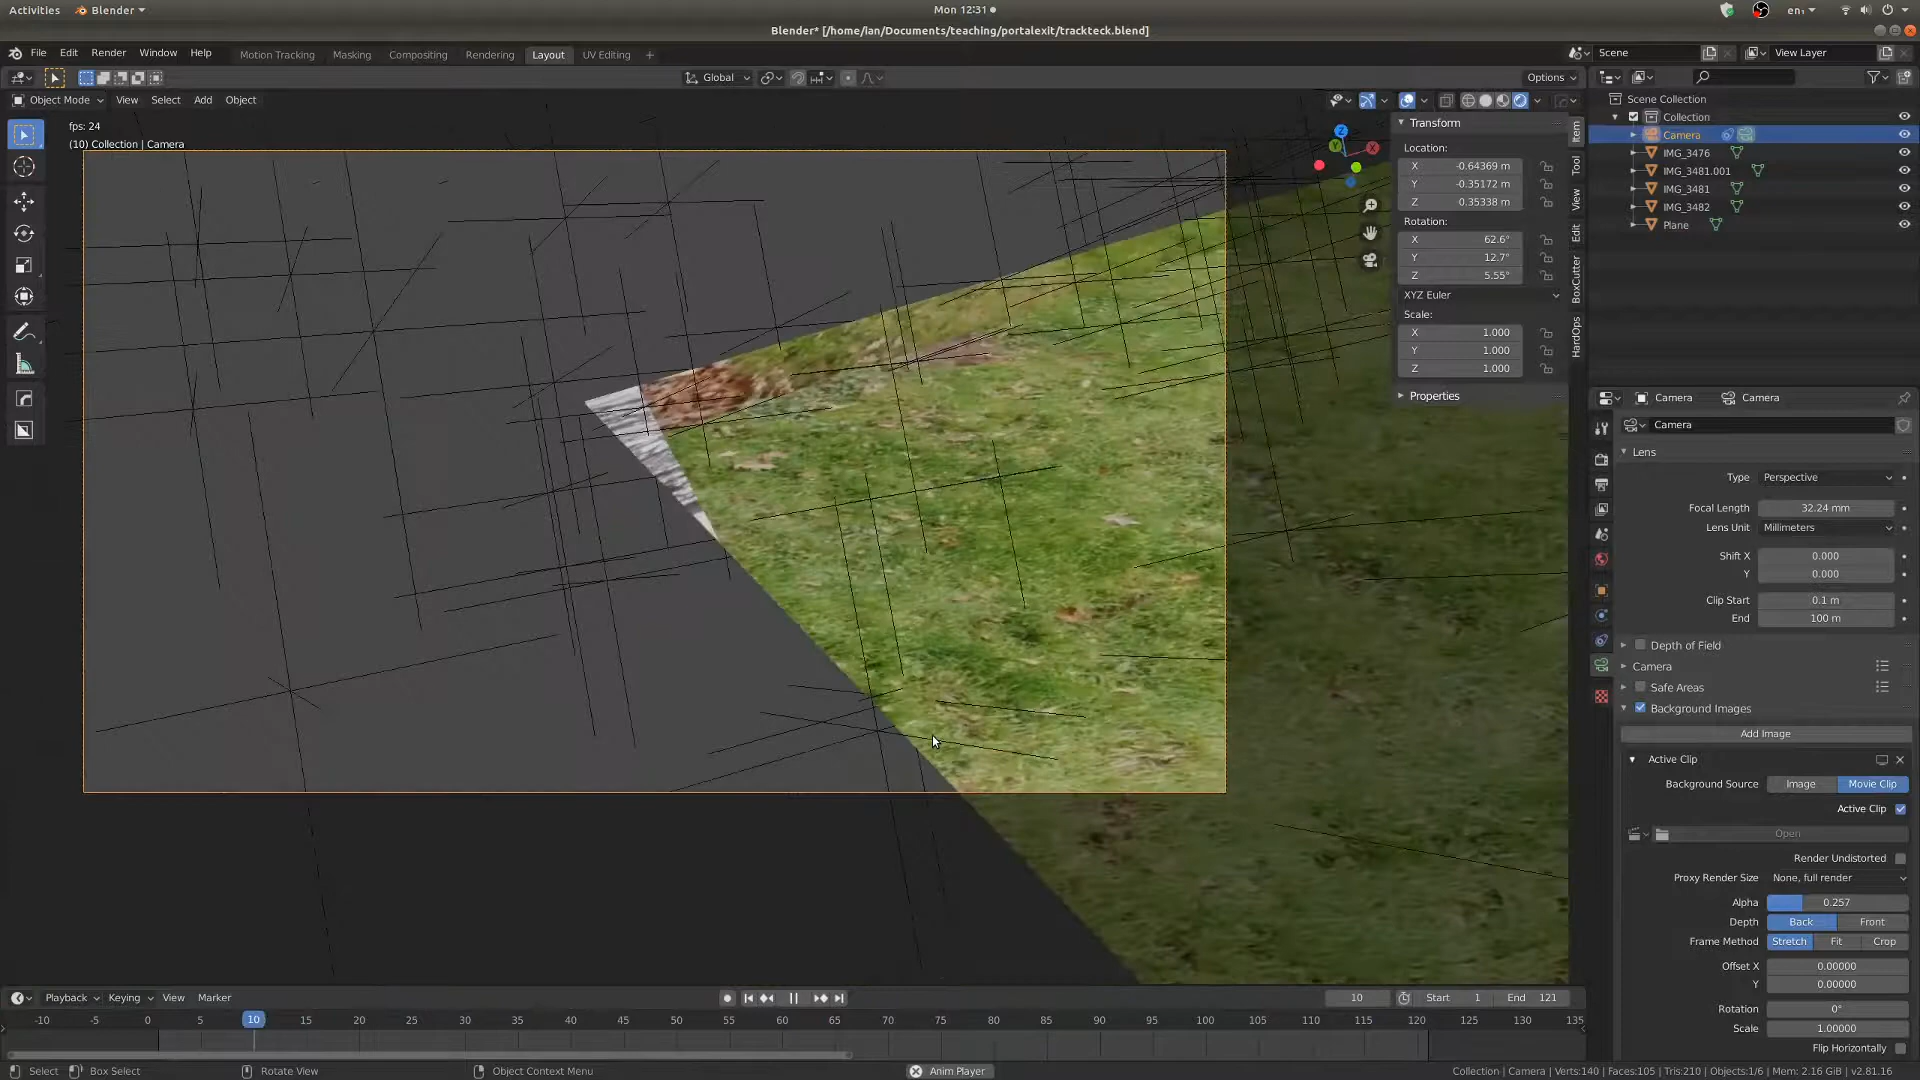 Activities Blender Mon 12:31 en₁
Blender* [/home/ian/Documents/teaching/portalexit/trackteck.blend]
File Edit Render Window Help Motion Tracking Masking Compositing Rendering Layout UV Editing + Scene View Layer
Global Options
Object Mode View Select Add Object
fps: 24
(10) Collection | Camera
Transform
Location:
X -0.64369 m
Y -0.35172 m
Z 0.35338 m
Rotation:
X 62.6°
Y 12.7°
Z 5.55°
XYZ Euler
Scale:
X 1.000
Y 1.000
Z 1.000
Properties
Item
Tool
View
Edit
BoxCutter
HardOps
Z
Y
X
Scene Collection
Collection
Camera
IMG_3476
IMG_3481.001
IMG_3481
IMG_3482
Plane
Camera Camera
Camera
Lens
Type Perspective
Focal Length 32.24 mm
Lens Unit Millimeters
Shift X 0.000
Y 0.000
Clip Start 0.1 m
End 100 m
Depth of Field
Camera
Safe Areas
Background Images
Add Image
Active Clip
Background Source Image Movie Clip
Active Clip
Open
Render Undistorted
Proxy Render Size None, full render
Alpha 0.257
Depth Back Front
Frame Method Stretch Fit Crop
Offset X 0.00000
Y 0.00000
Rotation 0°
Scale 1.00000
Flip Horizontally
Playback Keying View Marker 10 Start 1 End 121
-10 -5 0 5 10 15 20 25 30 35 40 45 50 55 60 65 70 75 80 85 90 95 100 105 110 115 120 125 130 135
Select Box Select Rotate View Object Context Menu Anim Player Collection | Camera | Verts:140 | Faces:105 | Tris:210 | Objects:1/6 | Mem: 2.16 GiB | v2.81.16